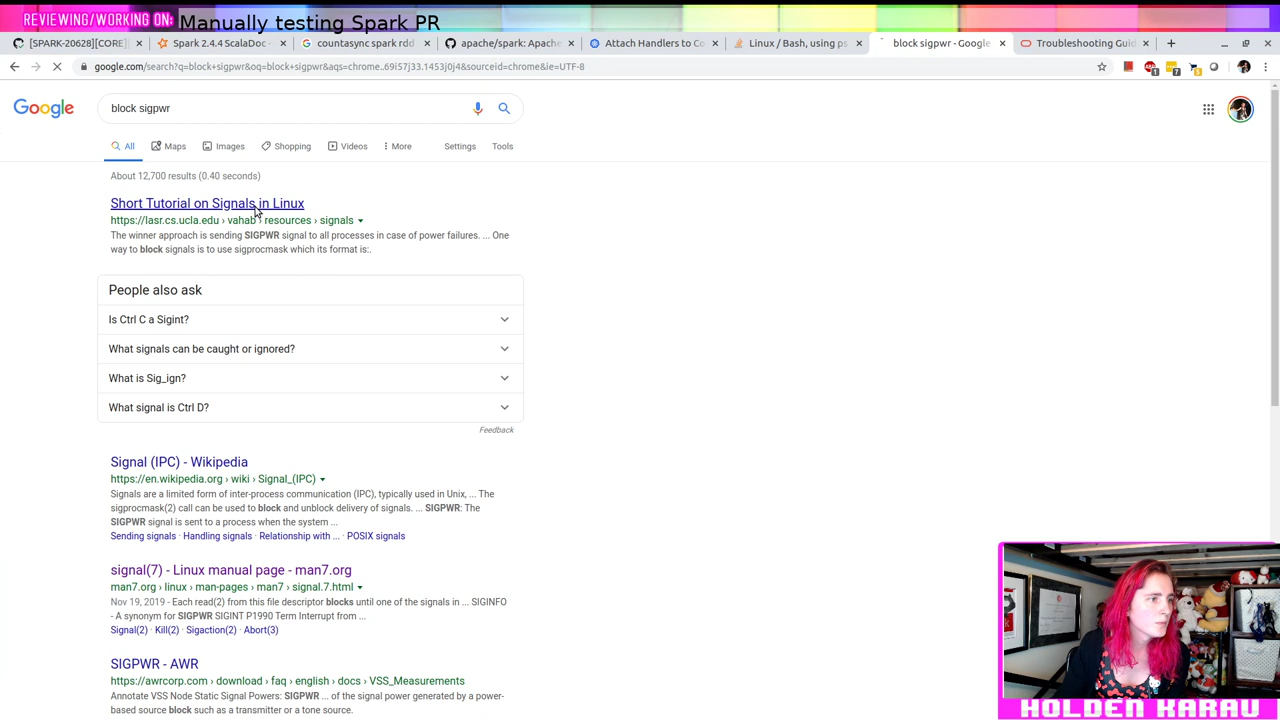 REVIEWING/WORKING ON: Manually testing Spark PR
[SPARK-20628][CORE]
Spark 2.4.4 ScalaDoc -
countasync spark rdd
apache/spark: Apache
Attach Handlers to Co
Linux / Bash, using ps
block sigpwr - Google
Troubleshooting Guid
google.com/search?q=block+sigpwr&oq=block+sigpwr&aqs=chrome..69i57j33.1453j0j4&sourceid=chrome&ie=UTF-8
Google
block sigpwr
All Maps Images Shopping Videos More Settings Tools
About 12,700 results (0.40 seconds)
Short Tutorial on Signals in Linux
https://lasr.cs.ucla.edu › vahab › resources › signals
The winner approach is sending SIGPWR signal to all processes in case of power failures. ... One
way to block signals is to use sigprocmask which its format is:.
People also ask
Is Ctrl C a Sigint?
What signals can be caught or ignored?
What is Sig_ign?
What signal is Ctrl D?
Feedback
Signal (IPC) - Wikipedia
https://en.wikipedia.org › wiki › Signal_(IPC)
Signals are a limited form of inter-process communication (IPC), typically used in Unix, ... The
sigprocmask(2) call can be used to block and unblock delivery of signals. ... SIGPWR: The
SIGPWR signal is sent to a process when the system ...
Sending signals · Handling signals · Relationship with ... · POSIX signals
signal(7) - Linux manual page - man7.org
man7.org › linux › man-pages › man7 › signal.7.html
Nov 19, 2019 - Each read(2) from this file descriptor blocks until one of the signals in ... SIGINFO
- A synonym for SIGPWR SIGINT P1990 Term Interrupt from ...
Signal(2) · Kill(2) · Sigaction(2) · Abort(3)
SIGPWR - AWR
https://awrcorp.com › download › faq › english › docs › VSS_Measurements
Annotate VSS Node Static Signal Powers: SIGPWR ... of the signal power generated by a power-
based source block such as a transmitter or a tone source.
HOLDEN KARAU